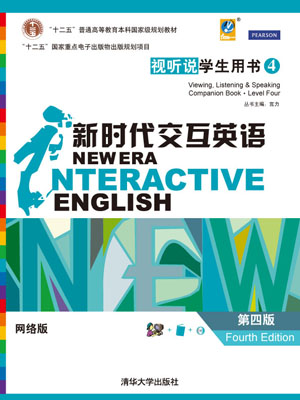 "十二五"普通高等教育本科国家级规划教材
"十二五"国家重点电子出版物出版规划项目
PEARSON
视听说学生用书4
Viewing, Listening & Speaking
Companion Book · Level Four
丛书主编：宽力
新时代交互英语
NEW ERA
INTERACTIVE
ENGLISH
NEW
网络版
第四版
Fourth Edition
清华大学出版社